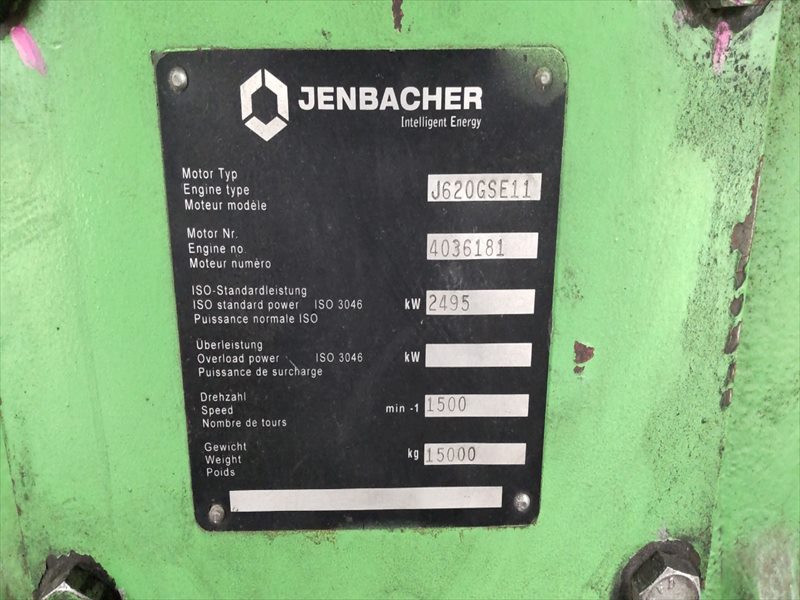 JENBACHER
Intelligent Energy
Motor Typ
Engine type J620GSE11
Moteur modèle
Motor Nr.
Engine no. 4036181
Moteur numèro
ISO-Standardleistung
ISO standard power ISO 3046 kW 2495
Puissance normale ISO
Überleistung
Overload power ISO 3046 kW
Puissance de surcharge
Drehzahl
Speed min -1 1500
Nombre de tours
Gewicht
Weight kg 15000
Poids